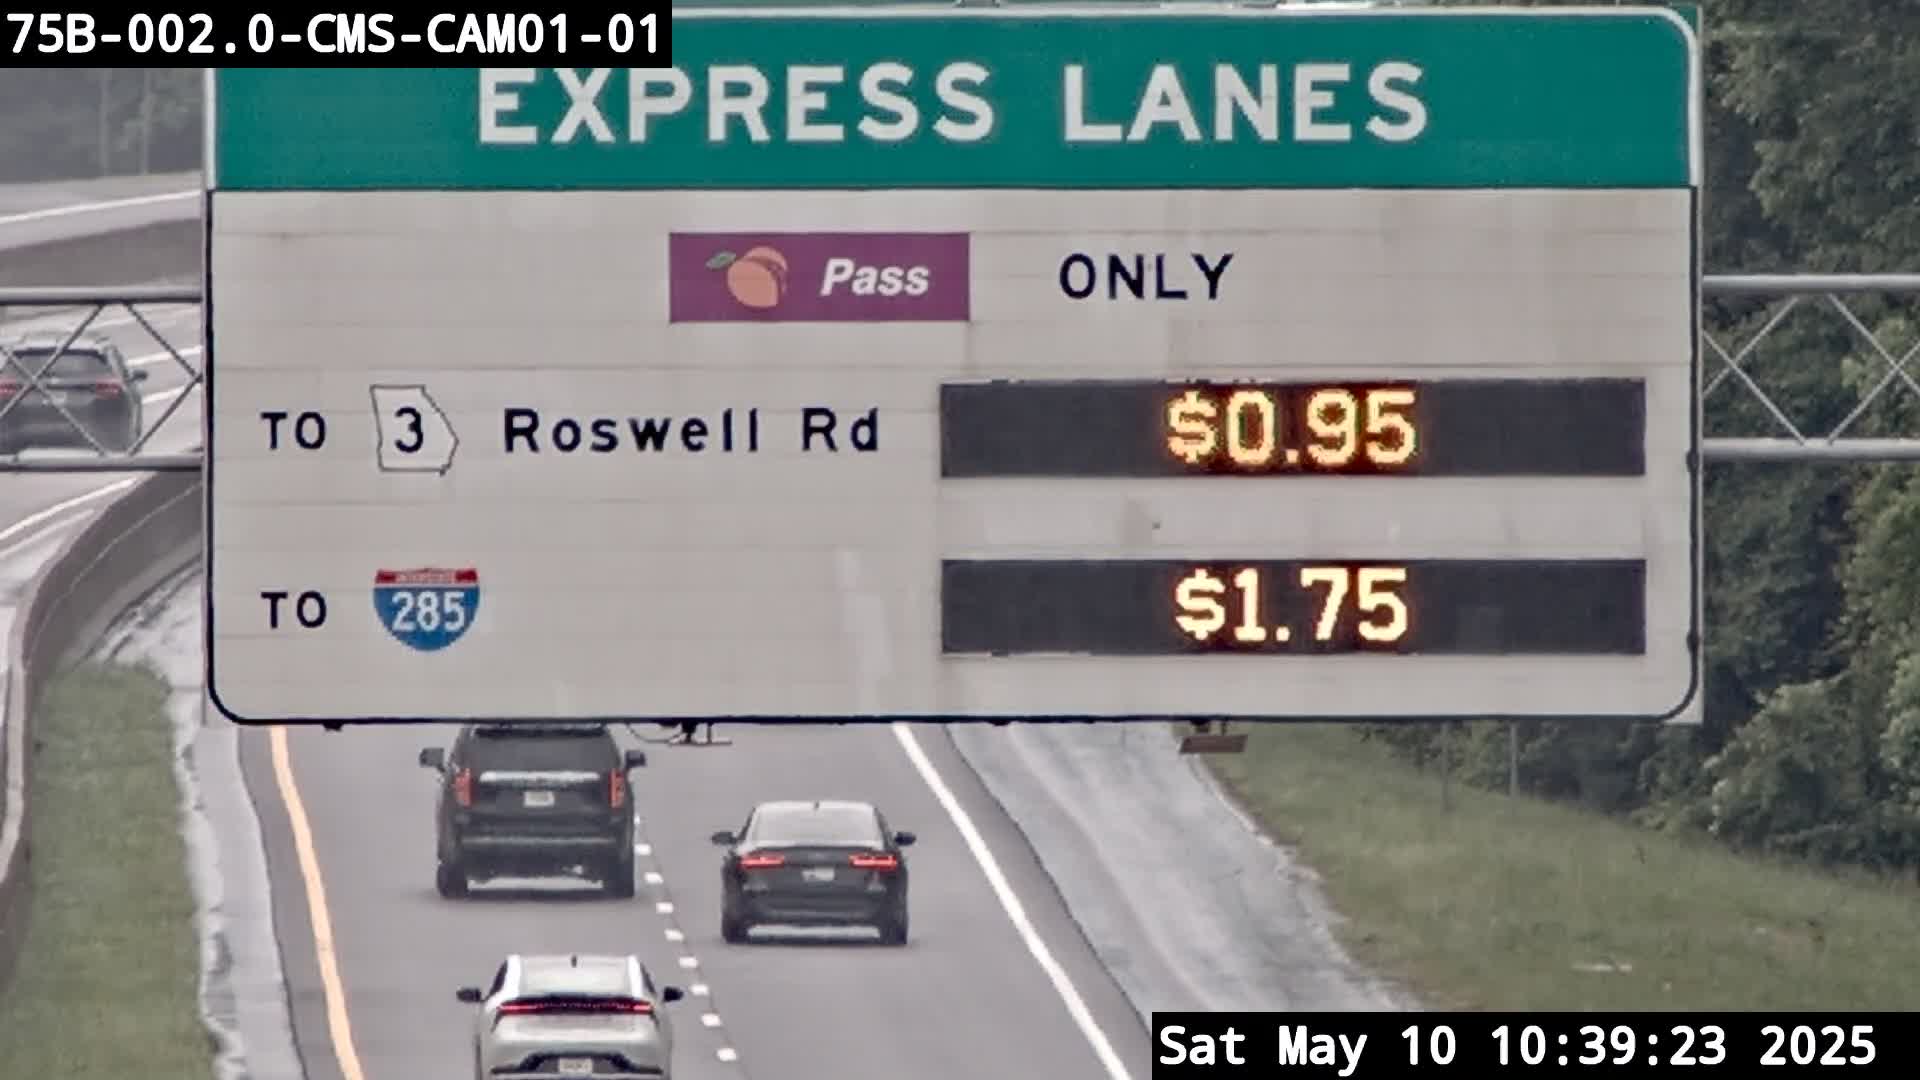 75B-002.0-CMS-CAM01-01
EXPRESS LANES
Pass ONLY
TO 3 Roswell Rd $0.95
INTERSTATE
TO 285 $1.75
Sat May 10 10:39:23 2025